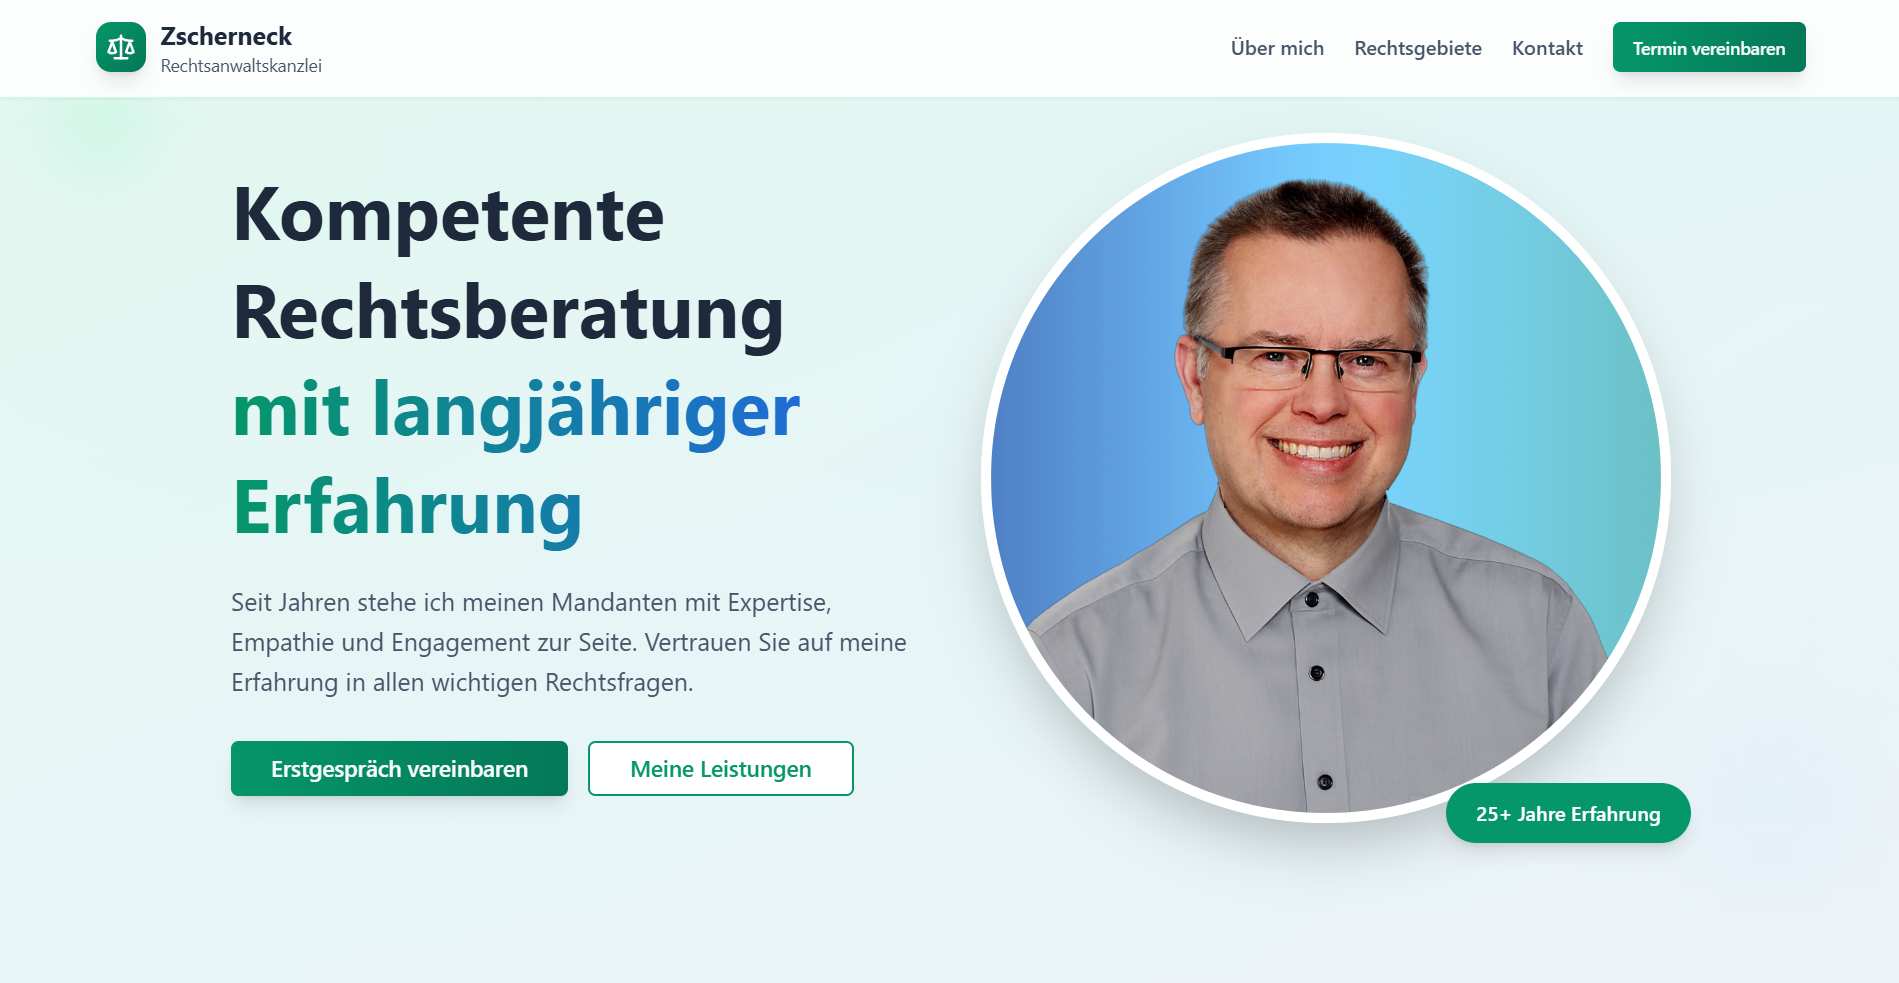 Zscherneck
Rechtsanwaltskanzlei
Über mich
Rechtsgebiete
Kontakt
Termin vereinbaren
Kompetente
Rechtsberatung
mit langjähriger
Erfahrung
Seit Jahren stehe ich meinen Mandanten mit Expertise,
Empathie und Engagement zur Seite. Vertrauen Sie auf meine
Erfahrung in allen wichtigen Rechtsfragen.
Erstgespräch vereinbaren
Meine Leistungen
25+ Jahre Erfahrung